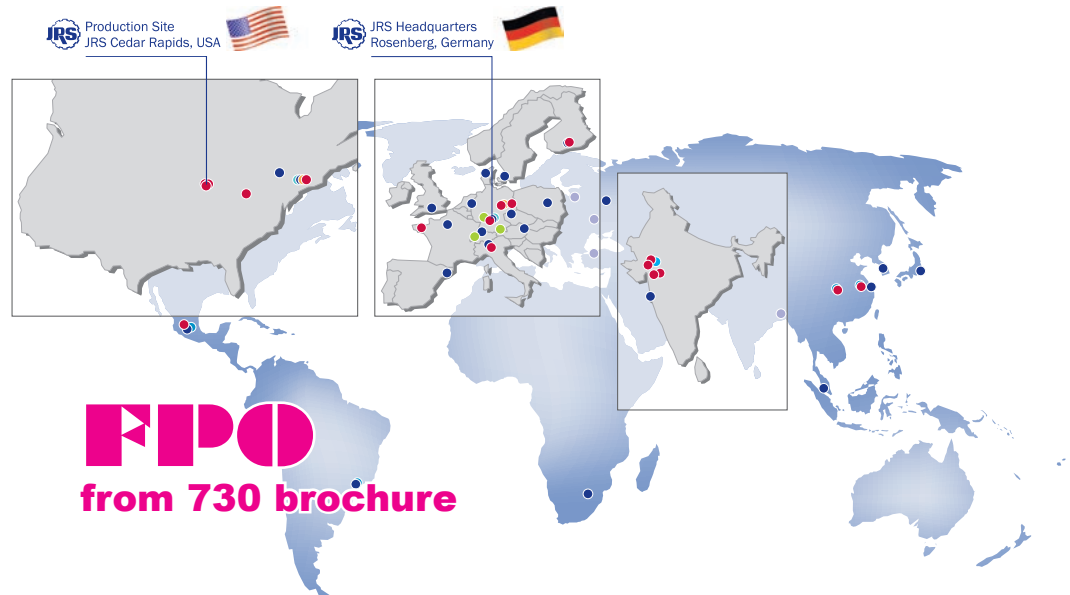 JRS
Production Site
JRS Cedar Rapids, USA
JRS
JRS Headquarters
Rosenberg, Germany
FPO
from 730 brochure